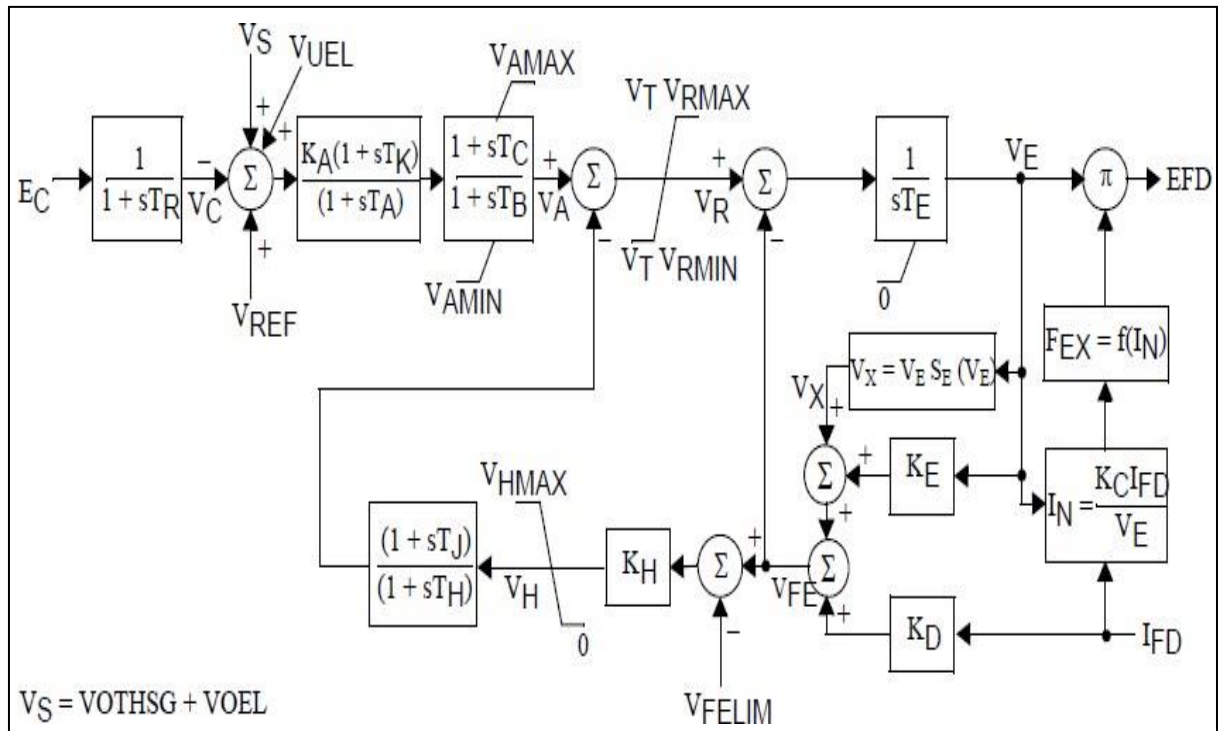 VS
VUEL
VAMAX
VT VRMAX
EC
1
1 + sTR
−
VC
+
+
Σ
+
VREF
KA(1 + sTK)
(1 + sTA)
1 + sTC
1 + sTB
VAMIN
+
VA
Σ
−
VT VRMIN
+
VR
Σ
−
1
sTE
0
VE
π
EFD
FEX = f(IN)
VX = VE SE (VE)
VX
+
Σ
+
KE
IN = KCIFD
VE
+
Σ
VFE
+
KD
IFD
+
Σ
−
VFELIM
KH
VHMAX
VH
0
(1 + sTJ)
(1 + sTH)
VS = VOTHSG + VOEL